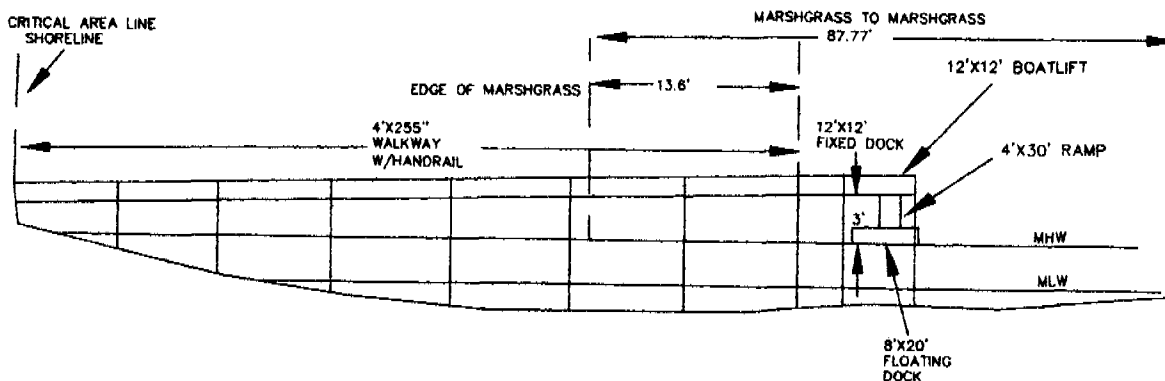 CRITICAL AREA LINE
SHORELINE
MARSHGRASS TO MARSHGRASS
87.77'
12'X12' BOATLIFT
EDGE OF MARSHGRASS
13.6'
4'X255"
WALKWAY
W/HANDRAIL
12'X12'
FIXED DOCK
4'X30' RAMP
3'
MHW
MLW
8'X20'
FLOATING
DOCK